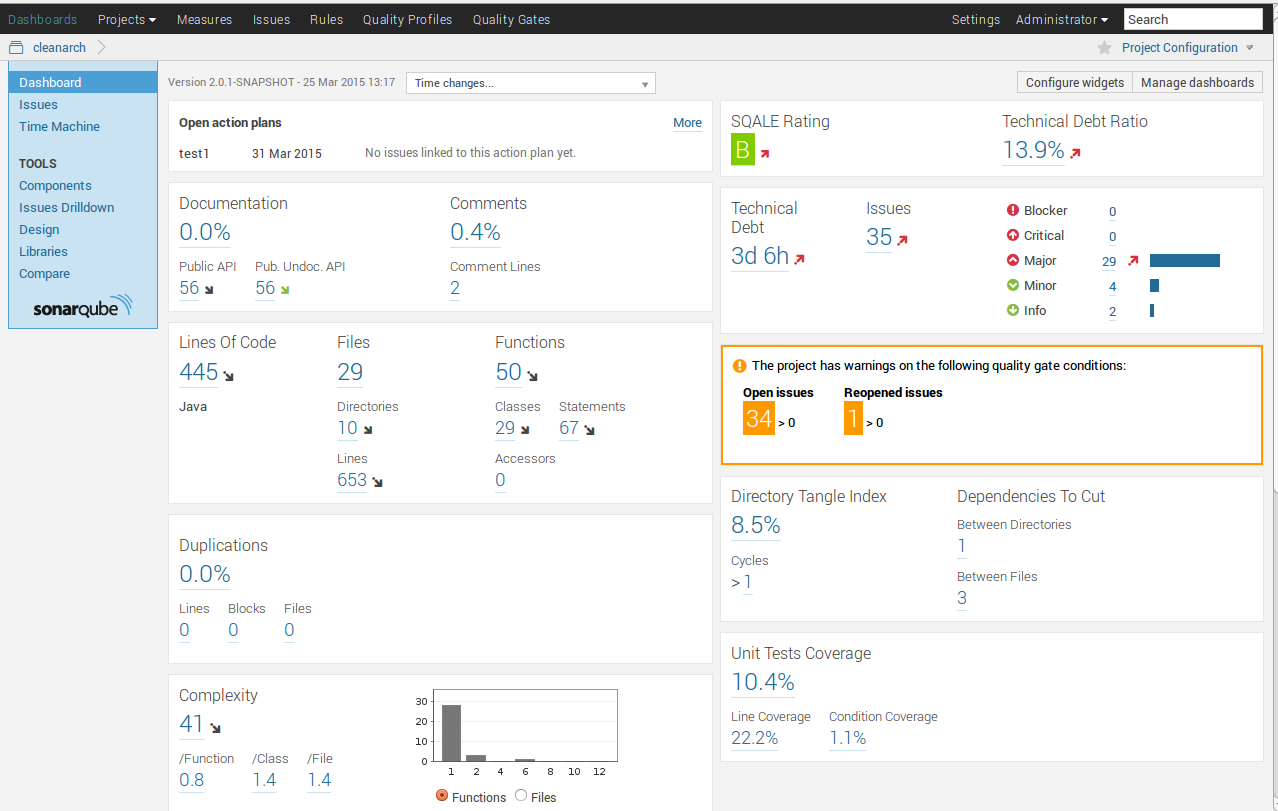 Dashboards Projects Measures Issues Rules Quality Profiles Quality Gates Settings Administrator Search
cleanarch Project Configuration
Dashboard
Issues
Time Machine
TOOLS
Components
Issues Drilldown
Design
Libraries
Compare
sonarqube
Version 2.0.1-SNAPSHOT - 25 Mar 2015 13:17 Time changes... Configure widgets Manage dashboards
Open action plans More
test1 31 Mar 2015 No issues linked to this action plan yet.
Documentation Comments
0.0% 0.4%
Public API Pub. Undoc. API Comment Lines
56 56 2
Lines Of Code Files Functions
445 29 50
Java Directories Classes Statements
10 29 67
Lines Accessors
653 0
Duplications
0.0%
Lines Blocks Files
0 0 0
Complexity
41
/Function /Class /File
0.8 1.4 1.4
30
20
10
0
1 2 4 6 8 10 12
Functions Files
SQALE Rating Technical Debt Ratio
B 13.9%
Technical Debt Issues
3d 6h 35
Blocker 0
Critical 0
Major 29
Minor 4
Info 2
The project has warnings on the following quality gate conditions:
Open issues Reopened issues
34 > 0 1 > 0
Directory Tangle Index Dependencies To Cut
8.5% Between Directories
1
Cycles Between Files
> 1 3
Unit Tests Coverage
10.4%
Line Coverage Condition Coverage
22.2% 1.1%